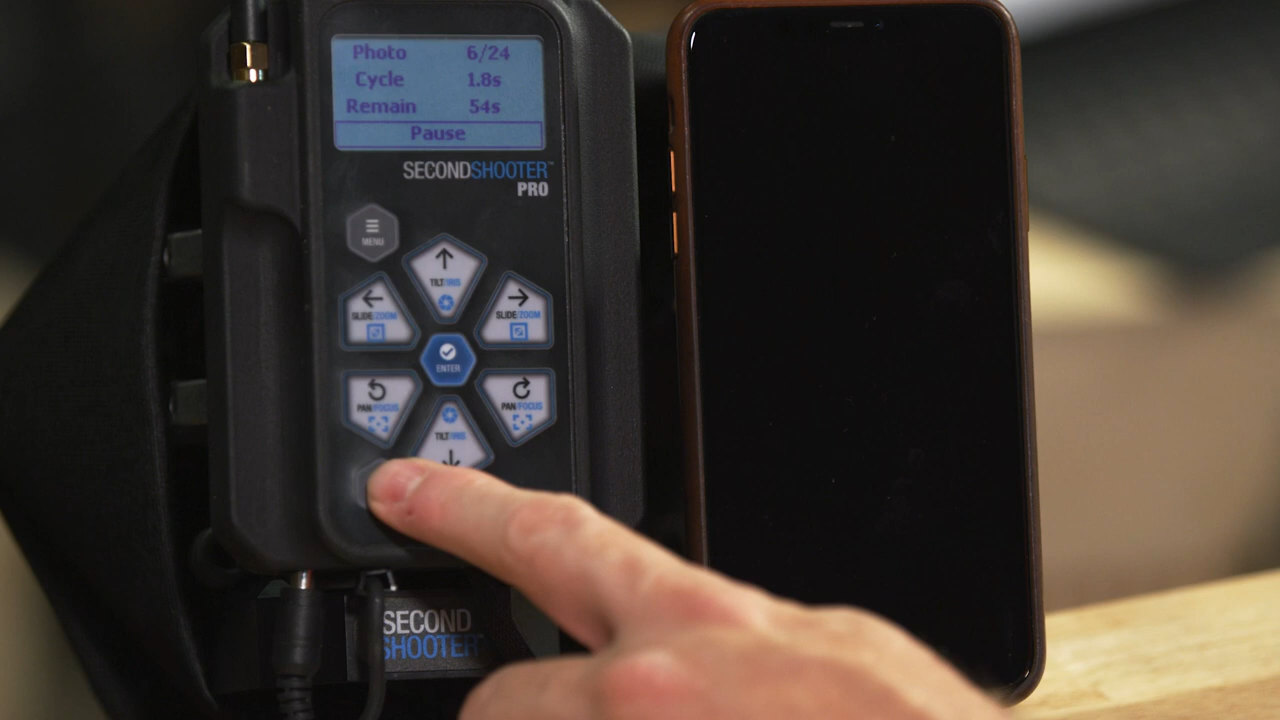 Photo 6/24
Cycle 1.8s
Remain 54s
Pause
SECONDSHOOTER™
PRO
MENU
TILT/IRIS
SLIDE/ZOOM
SLIDE/ZOOM
ENTER
PAN/FOCUS
PAN/FOCUS
TILT/IRIS
SECOND
SHOOTER™